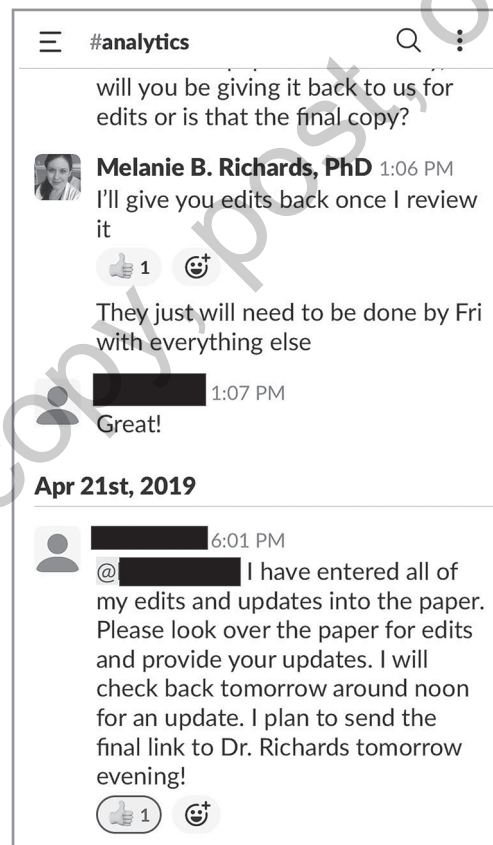 #analytics
will you be giving it back to us for
edits or is that the final copy?
Melanie B. Richards, PhD 1:06 PM
I'll give you edits back once I review
it
1
They just will need to be done by Fri
with everything else
1:07 PM
Great!
Apr 21st, 2019
6:01 PM
@ I have entered all of
my edits and updates into the paper.
Please look over the paper for edits
and provide your updates. I will
check back tomorrow around noon
for an update. I plan to send the
final link to Dr. Richards tomorrow
evening!
1
copy, post, o